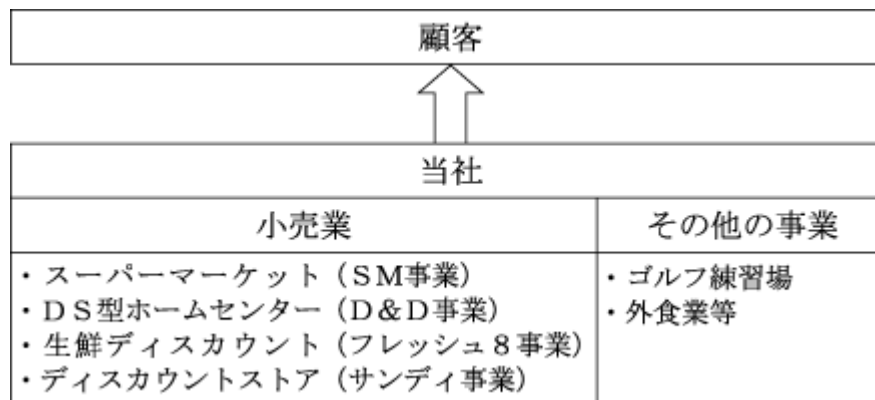 顧客
当社
小売業
その他の事業
・スーパーマーケット(SM事業)
・DS型ホームセンター(D&D事業)
・生鮮ディスカウント(フレッシュ8事業)
・ディスカウントストア(サンディ事業)
・ゴルフ練習場
・外食業等